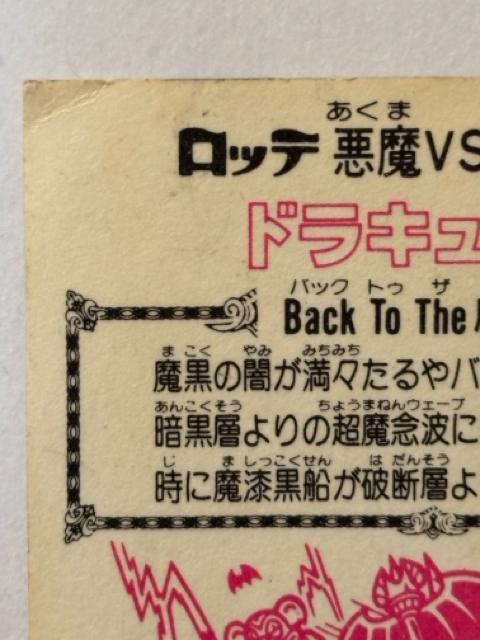 あくま
ロッテ 悪魔VS
ドラキュ
バック トゥ ザ
Back To The
まこく やみ みちみち
魔黒の闇が満々たるやバ
あんこくそう ちょうまねんウェーブ
暗黒層よりの超魔念波に
じ ま しっこくせん は だんそう
時に魔漆黒船が破断層よ